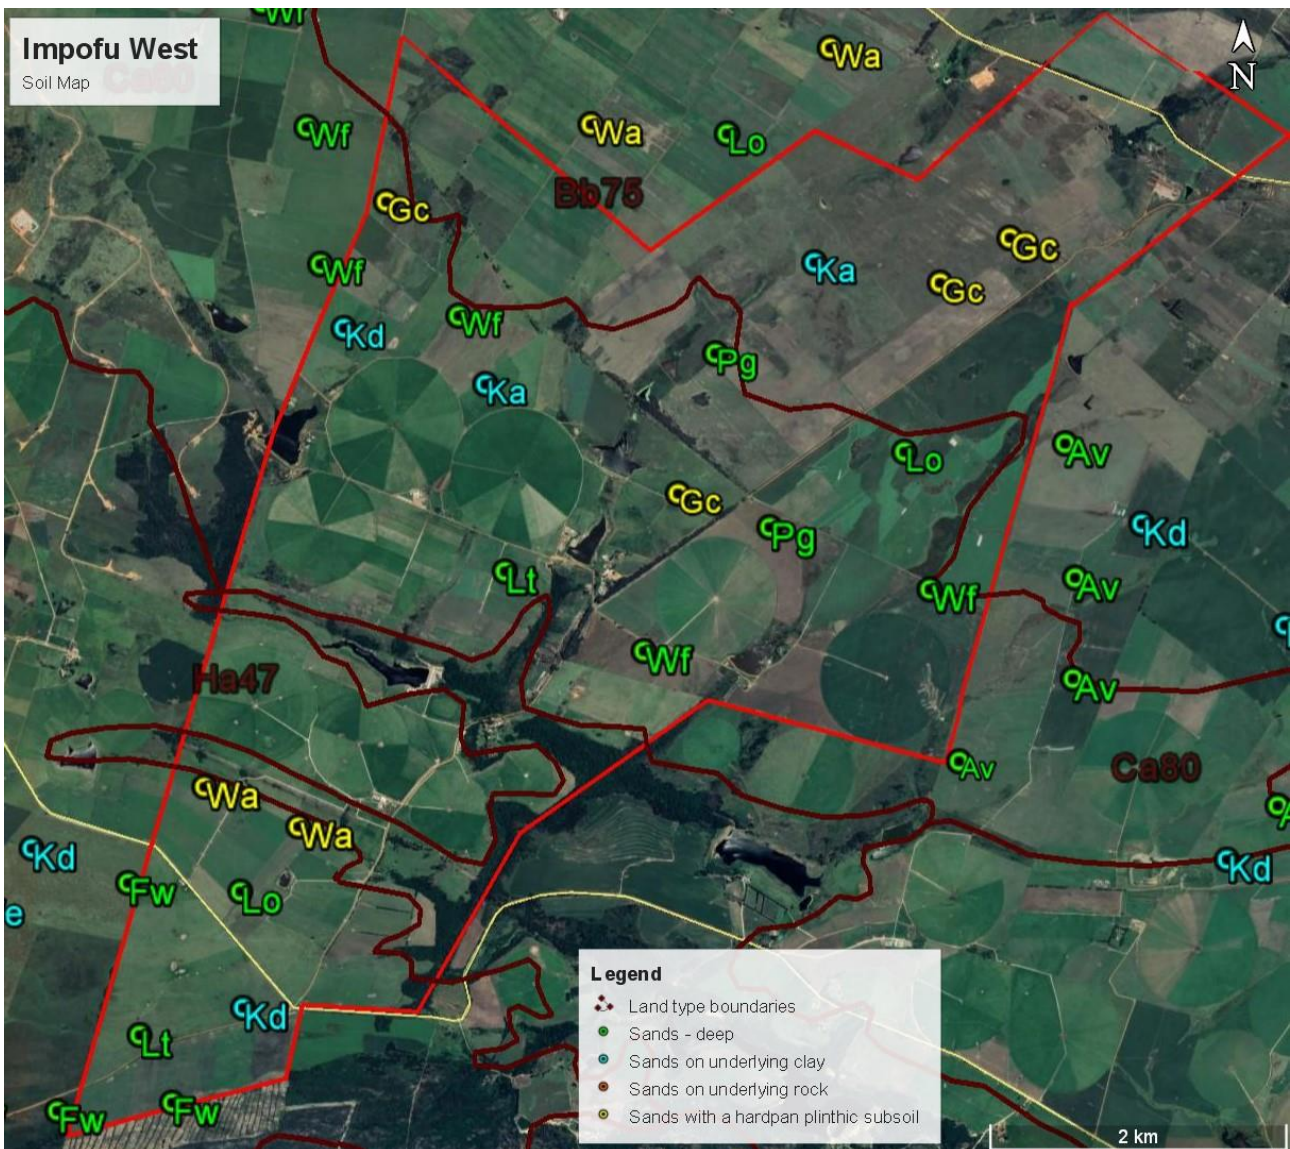 Wf
Impofu West
Soil Map
Ca80
N
Wa
Wf
Wa
Lo
Bb75
Gc
Gc
Wf
Ka
Gc
Kd
Wf
Pg
Ka
Av
Lo
Gc
Kd
Pg
Lt
Av
Wf
Wf
Ha47
Av
Av
Ca80
Wa
Wa
Kd
Kd
Fw
Lo
e
Kd
Lt
Fw
Fw
Legend
Land type boundaries
Sands - deep
Sands on underlying clay
Sands on underlying rock
Sands with a hardpan plinthic subsoil
2 km